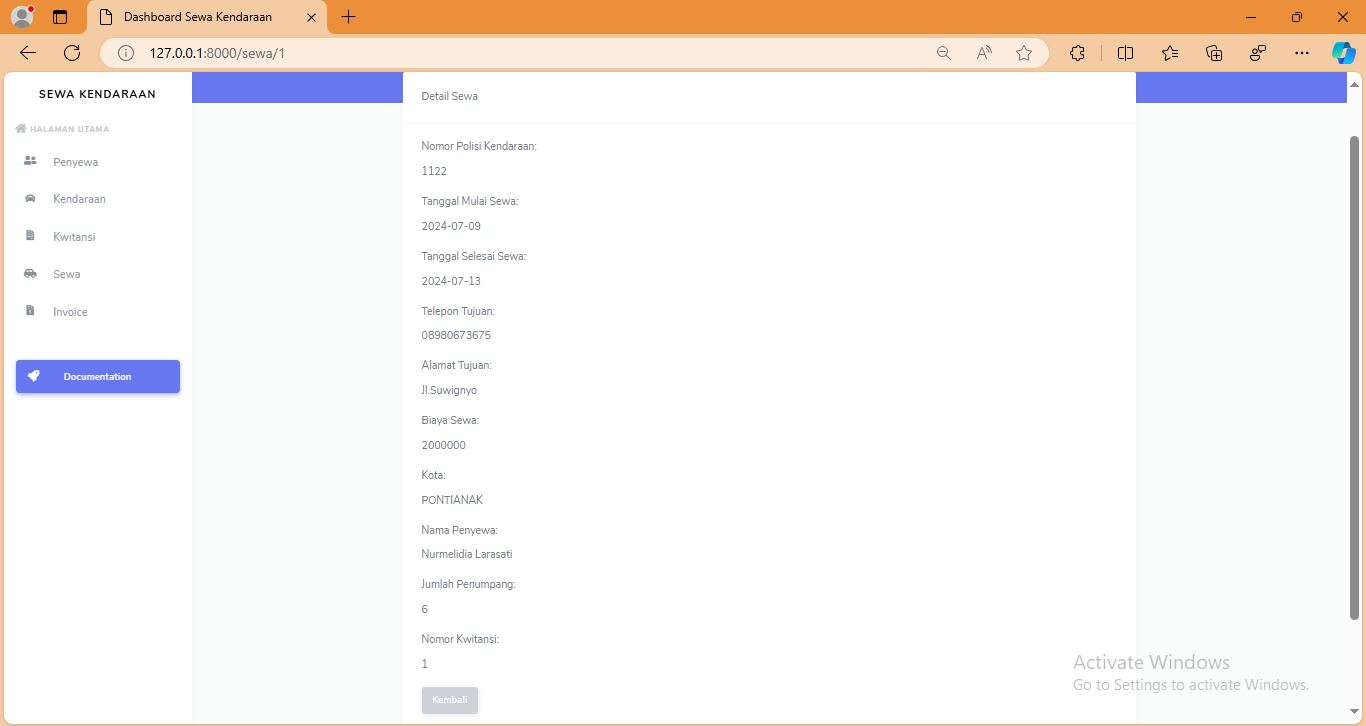 Dashboard Sewa Kendaraan
127.0.0.1:8000/sewa/1
SEWA KENDARAAN
HALAMAN UTAMA
Penyewa
Kendaraan
Kwitansi
Sewa
Invoice
Documentation
Detail Sewa
Nomor Polisi Kendaraan:
1122
Tanggal Mulai Sewa:
2024-07-09
Tanggal Selesai Sewa:
2024-07-13
Telepon Tujuan:
08980673675
Alamat Tujuan:
Jl.Suwignyo
Biaya Sewa:
2000000
Kota:
PONTIANAK
Nama Penyewa:
Nurmelidia Larasati
Jumlah Penumpang:
6
Nomor Kwitansi:
1
Kembali
Activate Windows
Go to Settings to activate Windows.